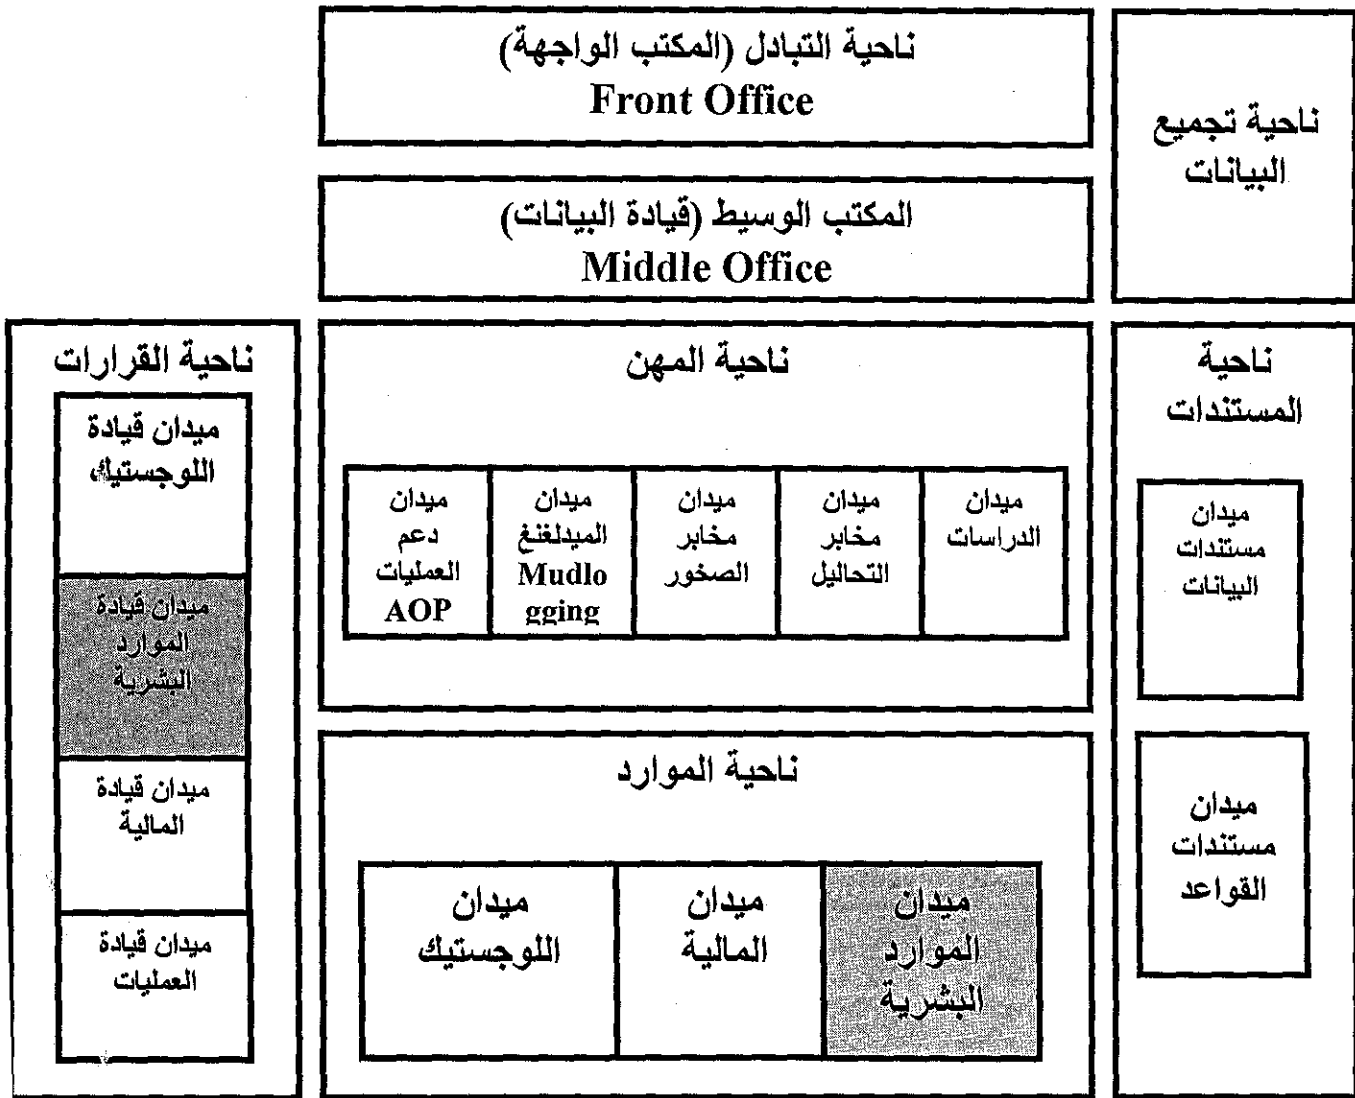 ناحية التبادل (المكتب الواجهة)
Front Office
ناحية تجميع
البيانات
المكتب الوسيط (قيادة البيانات)
Middle Office
ناحية
المستندات
ميدان
مستندات
البيانات
ميدان
مستندات
القواعد
ناحية المهن
ميدان
الدراسات
ميدان
مخابر
التحاليل
ميدان
مخابر
الصخور
ميدان
الميدلغنغ
Mudlo
gging
ميدان
دعم
العمليات
AOP
ناحية الموارد
ميدان
الموارد
البشرية
ميدان
المالية
ميدان
اللوجستيك
ناحية القرارات
ميدان قيادة
اللوجستيك
ميدان قيادة
الموارد
البشرية
ميدان قيادة
المالية
ميدان قيادة
العمليات